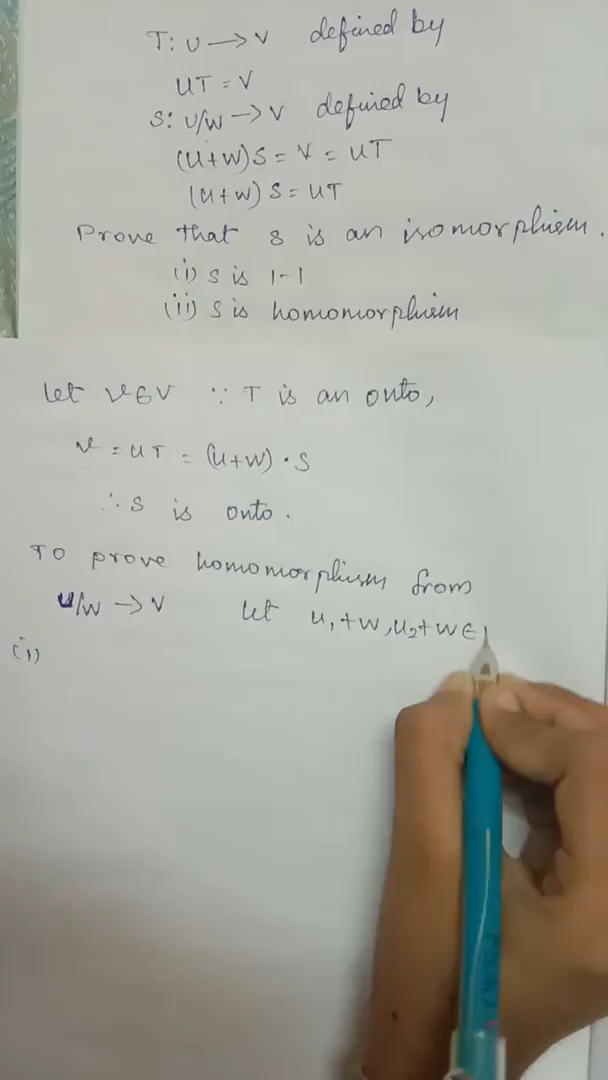 T: U → V defined by
UT = V
S: U/W → V defined by
(U+W)S = V = UT
(U+W) S = UT
Prove that s is an isomorphism.
(i) S is 1-1
(ii) S is homomorphism
Let v∈V ∵ T is an onto,
v = UT = (U+W) · S
∴ S is onto.
To prove homomorphism from
U/W → V Let u₁+W, u₂+W ∈
(i)